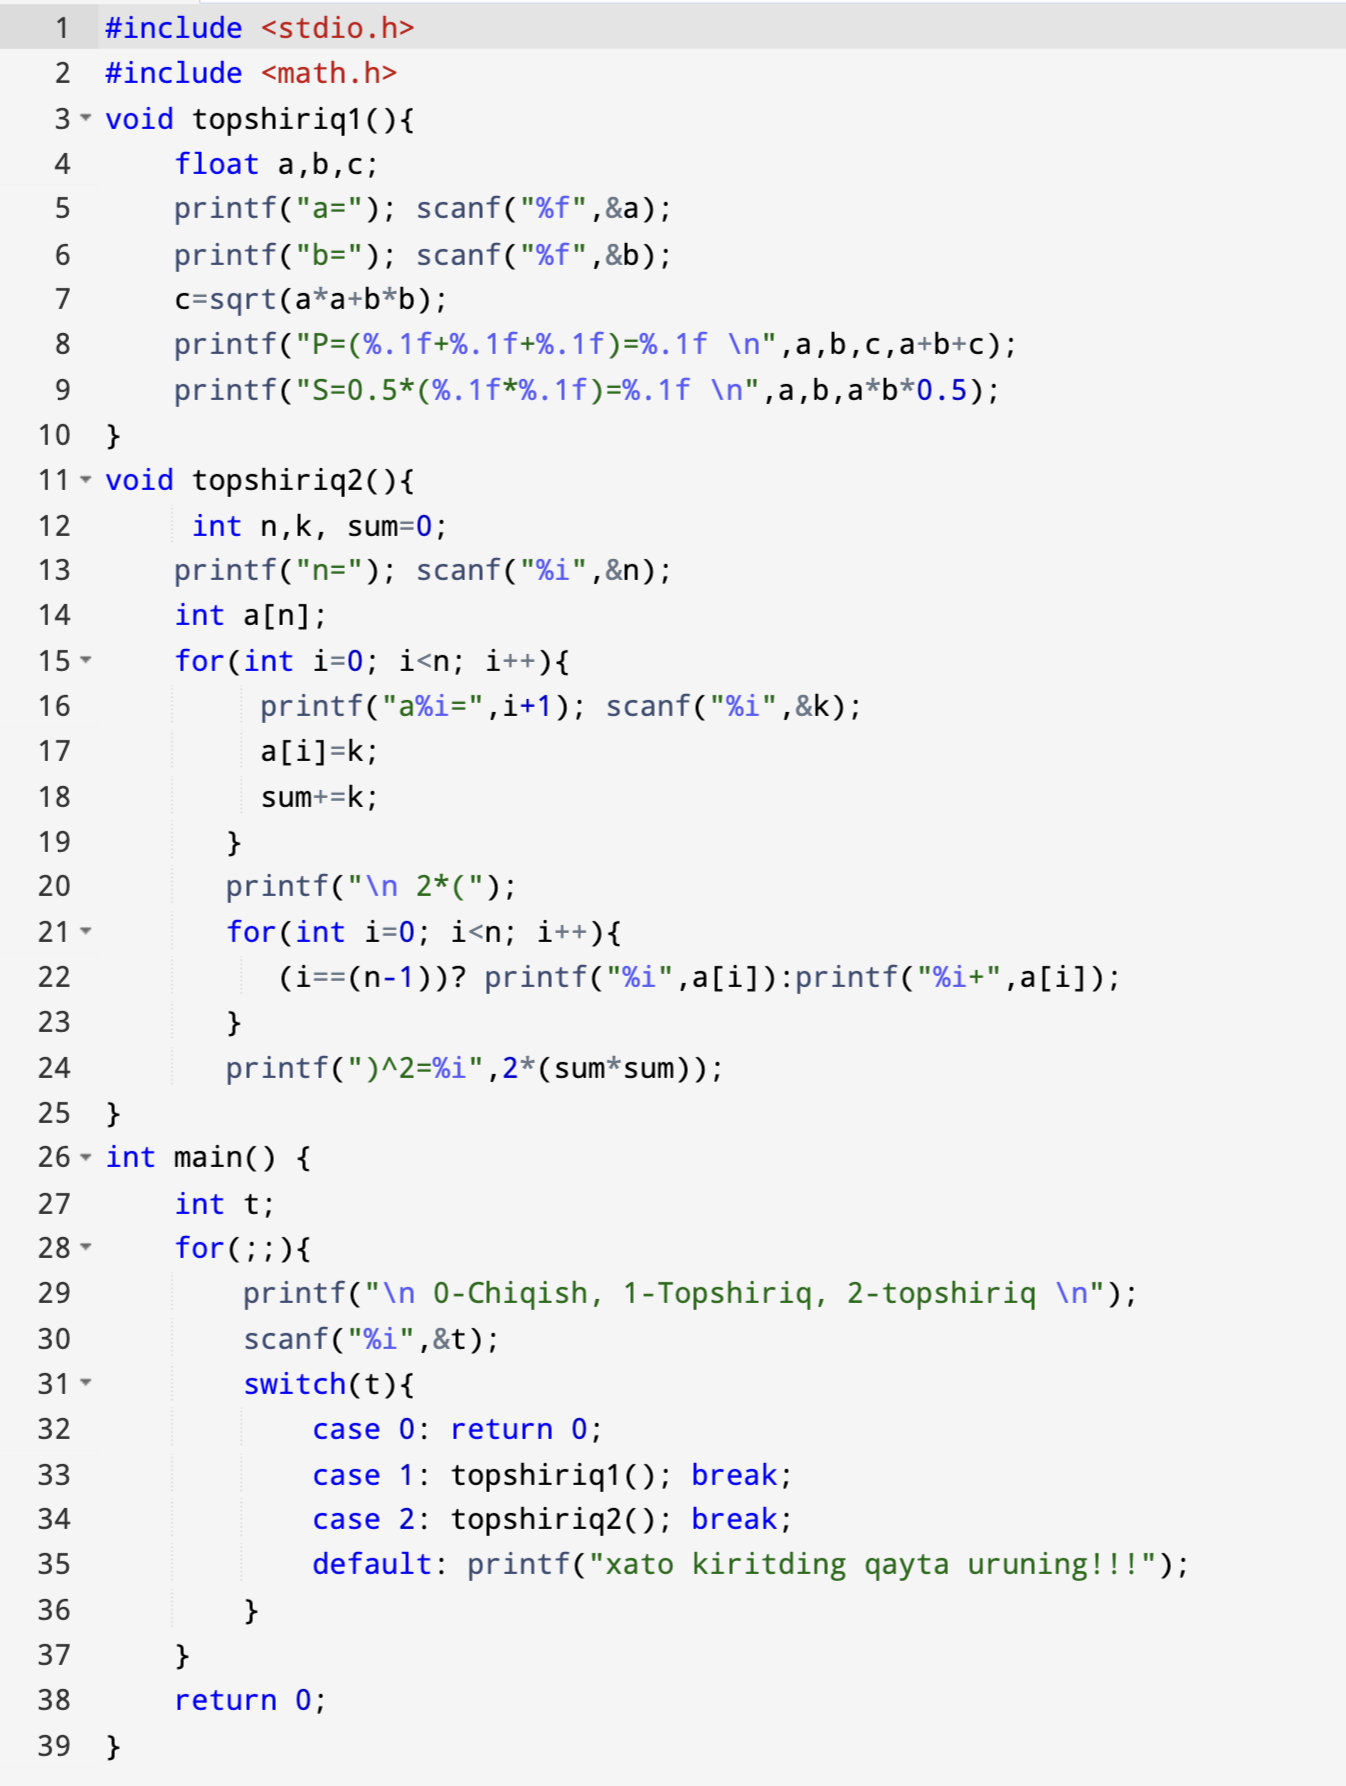 1 #include <stdio.h>
2 #include <math.h>
3 void topshiriq1(){
4     float a,b,c;
5     printf("a="); scanf("%f",&a);
6     printf("b="); scanf("%f",&b);
7     c=sqrt(a*a+b*b);
8     printf("P=(%.1f+%.1f+%.1f)=%.1f \n",a,b,c,a+b+c);
9     printf("S=0.5*(%.1f*%.1f)=%.1f \n",a,b,a*b*0.5);
10 }
11 void topshiriq2(){
12      int n,k, sum=0;
13     printf("n="); scanf("%i",&n);
14     int a[n];
15     for(int i=0; i<n; i++){
16          printf("a%i=",i+1); scanf("%i",&k);
17          a[i]=k;
18          sum+=k;
19        }
20        printf("\n 2*(");
21        for(int i=0; i<n; i++){
22           (i==(n-1))? printf("%i",a[i]):printf("%i+",a[i]);
23        }
24        printf(")^2=%i",2*(sum*sum));
25 }
26 int main() {
27     int t;
28     for(;;){
29         printf("\n 0-Chiqish, 1-Topshiriq, 2-topshiriq \n");
30         scanf("%i",&t);
31         switch(t){
32             case 0: return 0;
33             case 1: topshiriq1(); break;
34             case 2: topshiriq2(); break;
35             default: printf("xato kiritding qayta uruning!!!");
36         }
37     }
38     return 0;
39 }